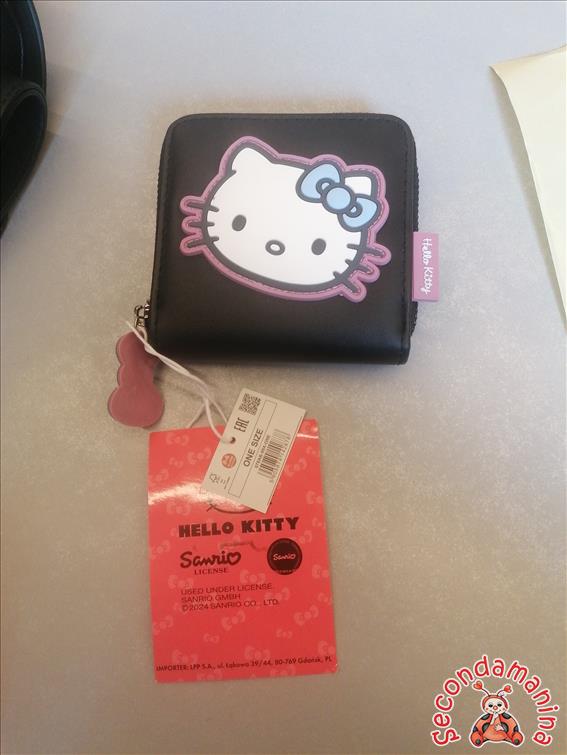 Hello Kitty
EAC
ONE SIZE
HELLO KITTY
Sanrio
LICENSE
Sanrio
USED UNDER LICENSE
SANRIO GMBH
©2024 SANRIO CO., LTD.
IMPORTER: LPP S.A., ul. Łąkowa 39/44, 80-769 Gdańsk, PL
secondamanina